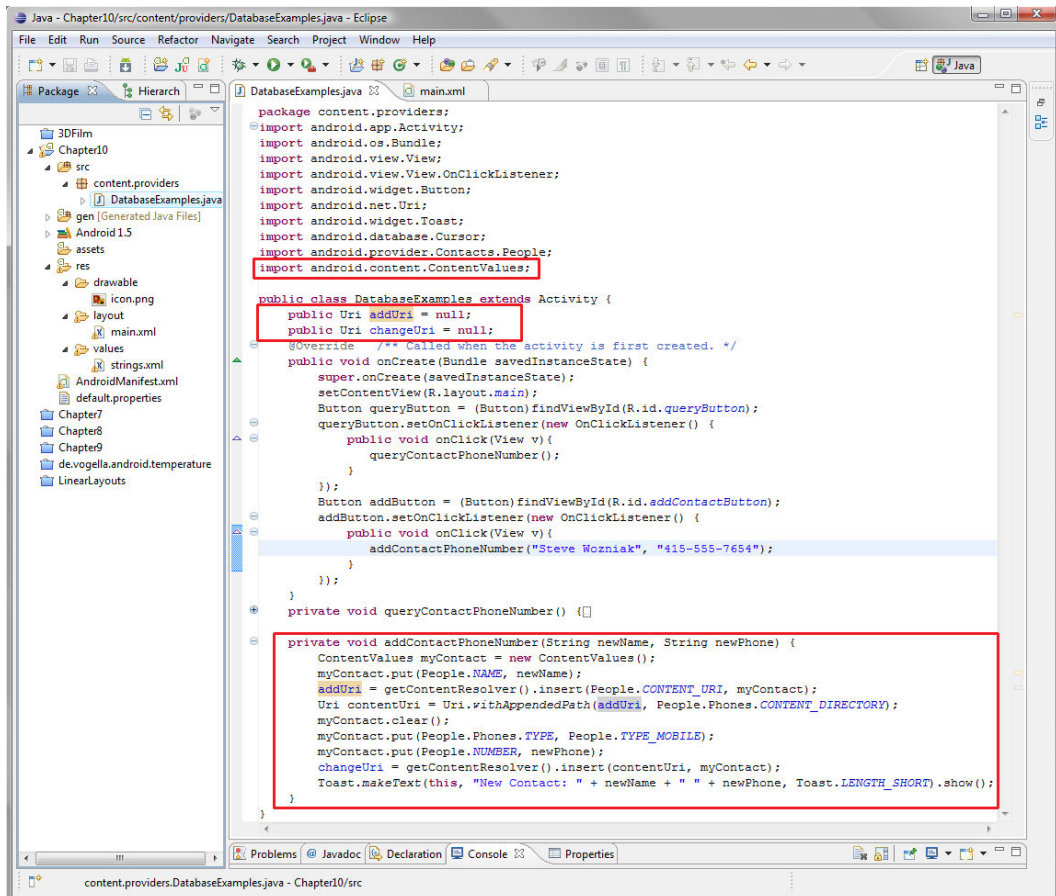 Java - Chapter10/src/content/providers/DatabaseExamples.java - Eclipse
File Edit Run Source Refactor Navigate Search Project Window Help
Java
Package
Hierarch
3DFilm
Chapter10
src
content.providers
DatabaseExamples.java
gen [Generated Java Files]
Android 1.5
assets
res
drawable
icon.png
layout
main.xml
values
strings.xml
AndroidManifest.xml
default.properties
Chapter7
Chapter8
Chapter9
de.vogella.android.temperature
LinearLayouts
DatabaseExamples.java
main.xml
package content.providers;
import android.app.Activity;
import android.os.Bundle;
import android.view.View;
import android.view.View.OnClickListener;
import android.widget.Button;
import android.net.Uri;
import android.widget.Toast;
import android.database.Cursor;
import android.provider.Contacts.People;
import android.content.ContentValues;
public class DatabaseExamples extends Activity {
public Uri addUri = null;
public Uri changeUri = null;
@Override /** Called when the activity is first created. */
public void onCreate(Bundle savedInstanceState) {
super.onCreate(savedInstanceState);
setContentView(R.layout.main);
Button queryButton = (Button)findViewById(R.id.queryButton);
queryButton.setOnClickListener(new OnClickListener() {
public void onClick(View v){
queryContactPhoneNumber();
}
});
Button addButton = (Button)findViewById(R.id.addContactButton);
addButton.setOnClickListener(new OnClickListener() {
public void onClick(View v){
addContactPhoneNumber("Steve Wozniak", "415-555-7654");
}
});
}
private void queryContactPhoneNumber() {
private void addContactPhoneNumber(String newName, String newPhone) {
ContentValues myContact = new ContentValues();
myContact.put(People.NAME, newName);
addUri = getContentResolver().insert(People.CONTENT_URI, myContact);
Uri contentUri = Uri.withAppendedPath(addUri, People.Phones.CONTENT_DIRECTORY);
myContact.clear();
myContact.put(People.Phones.TYPE, People.TYPE_MOBILE);
myContact.put(People.NUMBER, newPhone);
changeUri = getContentResolver().insert(contentUri, myContact);
Toast.makeText(this, "New Contact: " + newName + " " + newPhone, Toast.LENGTH_SHORT).show();
}
}
Problems @ Javadoc Declaration Console Properties
content.providers.DatabaseExamples.java - Chapter10/src